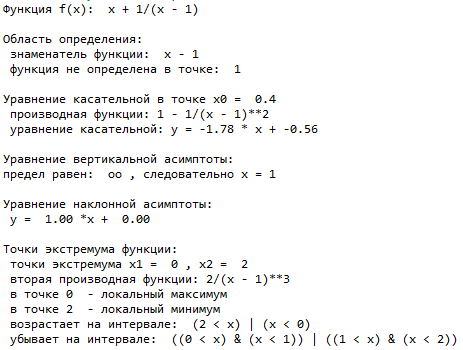 Функция f(x):  x + 1/(x - 1)
Область определения:
знаменатель функции:  x - 1
функция не определена в точке:  1
Уравнение касательной в точке x0 =  0.4
производная функции: 1 - 1/(x - 1)**2
уравнение касательной: y = -1.78 * x + -0.56
Уравнение вертикальной асимптоты:
предел равен:  oo , следовательно x = 1
Уравнение наклонной асимптоты:
y =  1.00 *x +  0.00
Точки экстремума функции:
точки экстремума x1 =  0 , x2 =  2
вторая производная функции: 2/(x - 1)**3
в точке 0  - локальный максимум
в точке 2  - локальный минимум
возрастает на интервале:  (2 < x) | (x < 0)
убывает на интервале:  ((0 < x) & (x < 1)) | ((1 < x) & (x < 2))